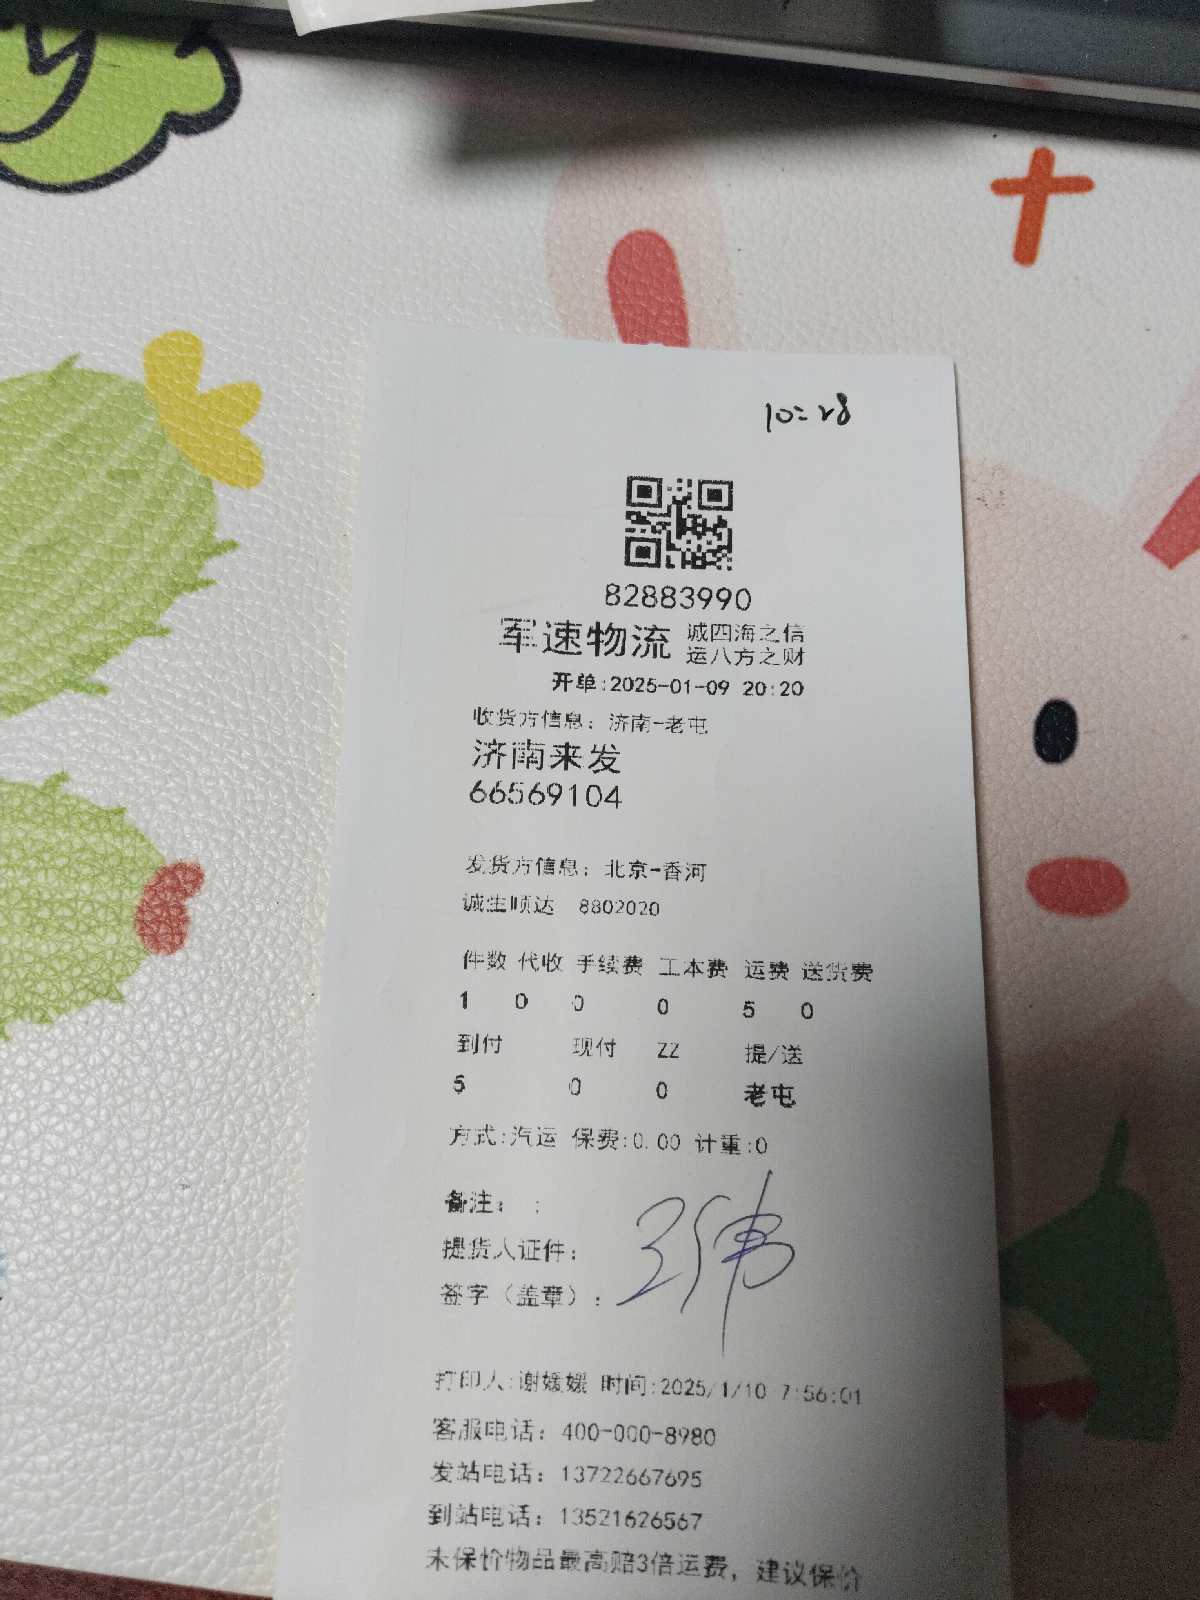 10:28
82883990
军速物流 诚四海之信
运八方之财
开单:2025-01-09 20:20
收货方信息：济南-老屯
济南来发
66569104
发货方信息：北京-香河
诚生顺达 8802020
件数 代收 手续费 工本费 运费 送货费
1 0 0 0 5 0
到付 现付 ZZ 提/送
5 0 0 老屯
方式:汽运 保费:0.00 计重:0
备注： :
提货人证件：
签字（盖章）：
王伟
打印人:谢媛媛 时间:2025/1/10 7:56:01
客服电话：400-000-8980
发站电话：13722667695
到站电话：13521626567
未保价物品最高赔3倍运费，建议保价